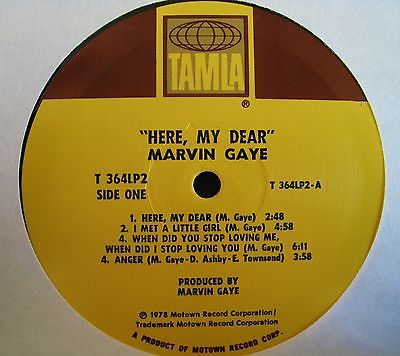 TAMLA
®
"HERE, MY DEAR"
MARVIN GAYE
T 364LP2
SIDE ONE
T 364LP2-A
1. HERE, MY DEAR (M. Gaye) 2:48
2. I MET A LITTLE GIRL (M. Gaye) 4:58
4. WHEN DID YOU STOP LOVING ME,
WHEN DID I STOP LOVING YOU (M. Gaye) 6:11
4. ANGER (M. Gaye-D. Ashby-E. Townsend) 3:58
PRODUCED BY
MARVIN GAYE
℗ 1978 Motown Record Corporation/
Trademark Motown Record Corporation
A PRODUCT OF MOTOWN RECORD CORP.